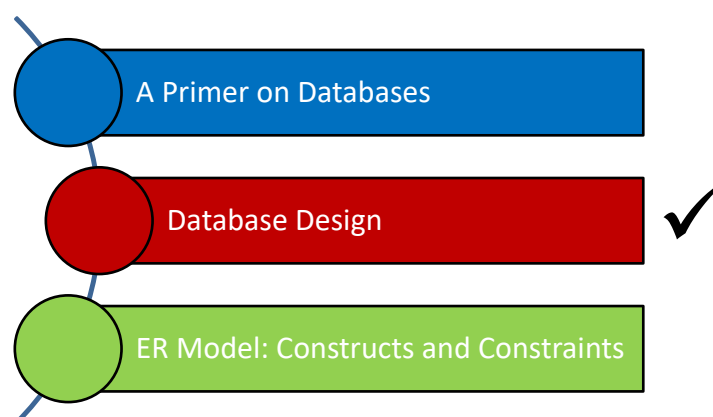 A Primer on Databases
Database Design
ER Model: Constructs and Constraints